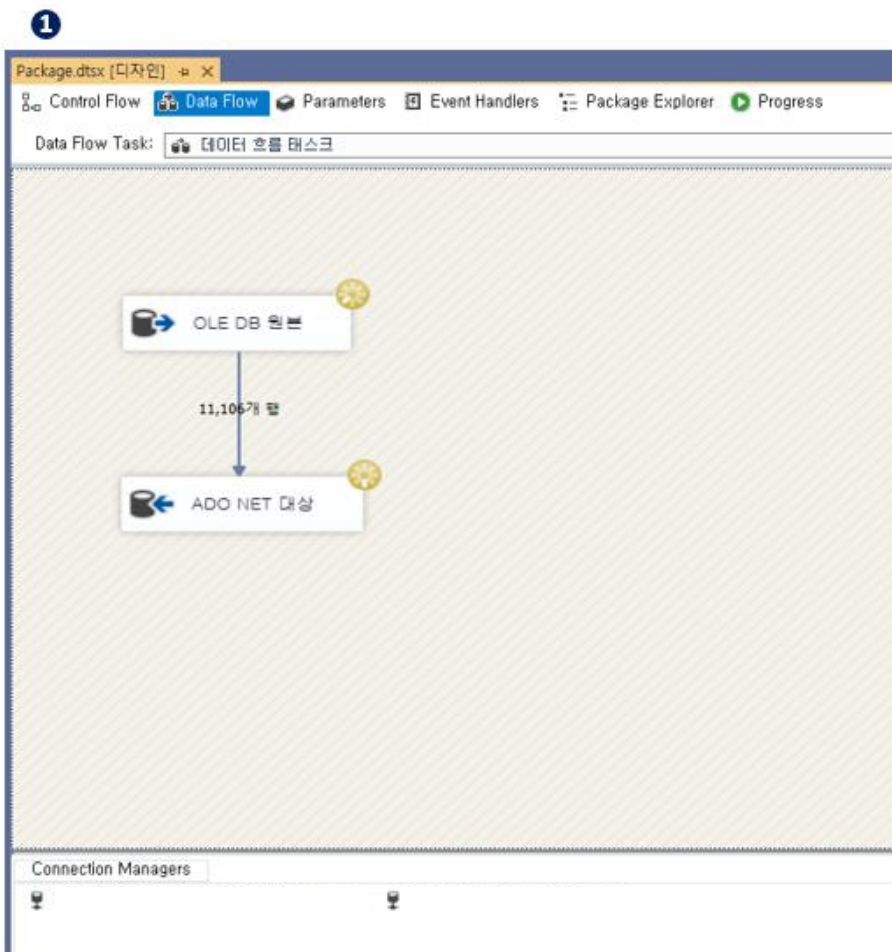 1
Package.dtsx [디자인]
Control Flow Data Flow Parameters Event Handlers Package Explorer Progress
Data Flow Task: 데이터 흐름 태스크
OLE DB 원본
11,106개 행
ADO NET 대상
Connection Managers